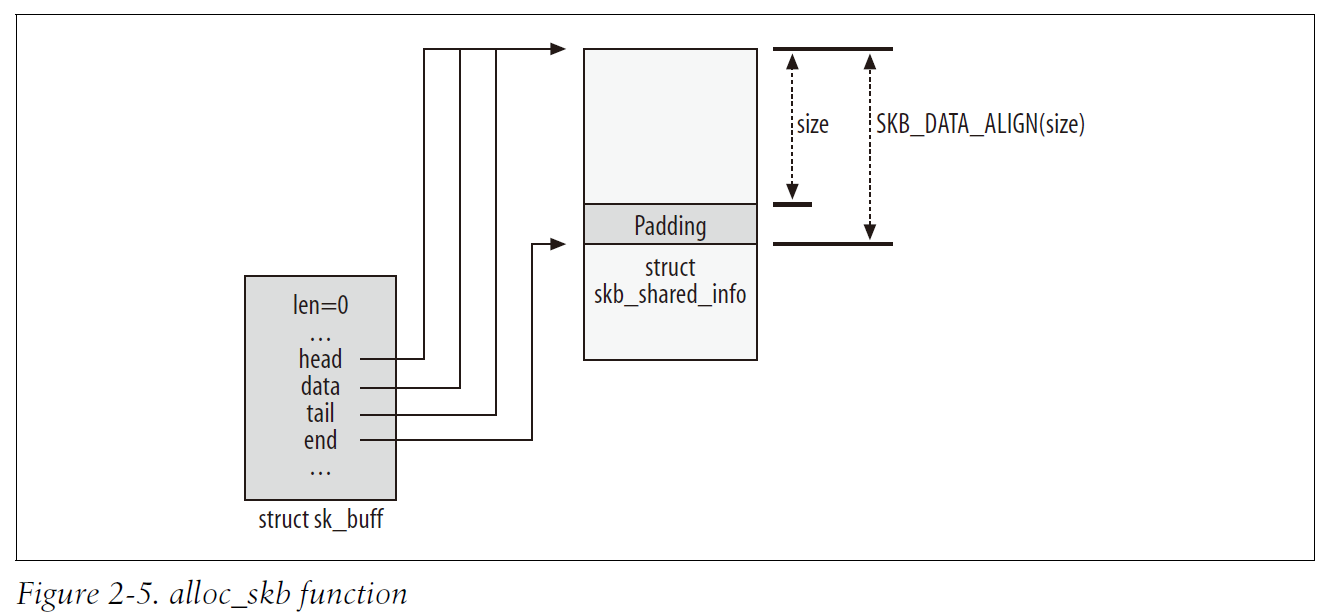 size
SKB_DATA_ALIGN(size)
Padding
struct
skb_shared_info
len=0
...
head
data
tail
end
...
struct sk_buff
Figure 2-5. alloc_skb function